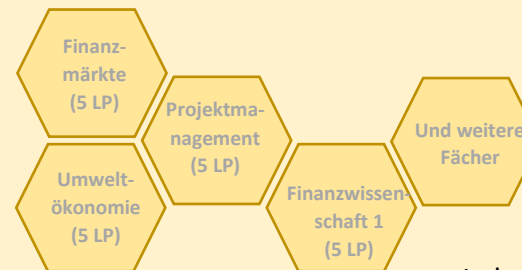 Finanz-
märkte
(5 LP)
Projektma-
nagement
(5 LP)
Und weitere
Fächer
Umwelt-
ökonomie
(5 LP)
Finanzwissen-
schaft 1
(5 LP)